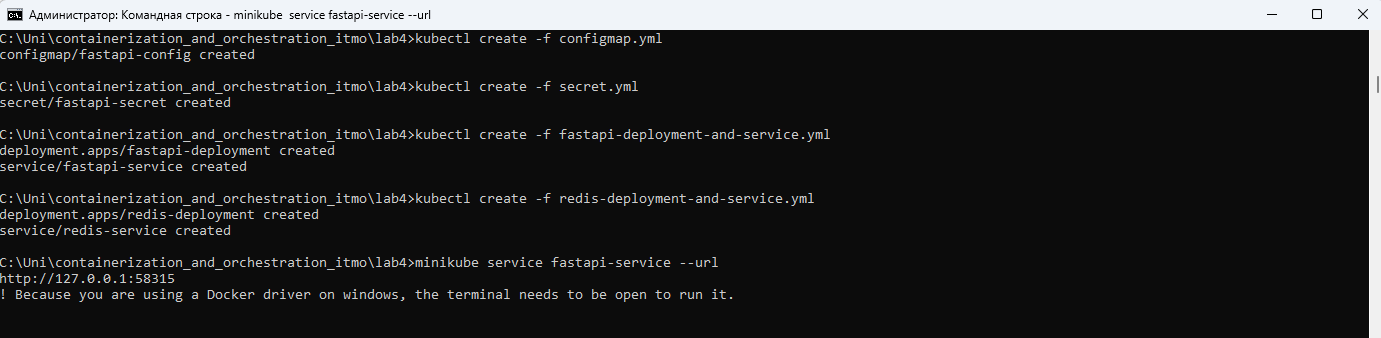 Администратор: Командная строка - minikube  service fastapi-service --url
C:\Uni\containerization_and_orchestration_itmo\lab4>kubectl create -f configmap.yml
configmap/fastapi-config created
C:\Uni\containerization_and_orchestration_itmo\lab4>kubectl create -f secret.yml
secret/fastapi-secret created
C:\Uni\containerization_and_orchestration_itmo\lab4>kubectl create -f fastapi-deployment-and-service.yml
deployment.apps/fastapi-deployment created
service/fastapi-service created
C:\Uni\containerization_and_orchestration_itmo\lab4>kubectl create -f redis-deployment-and-service.yml
deployment.apps/redis-deployment created
service/redis-service created
C:\Uni\containerization_and_orchestration_itmo\lab4>minikube service fastapi-service --url
http://127.0.0.1:58315
! Because you are using a Docker driver on windows, the terminal needs to be open to run it.